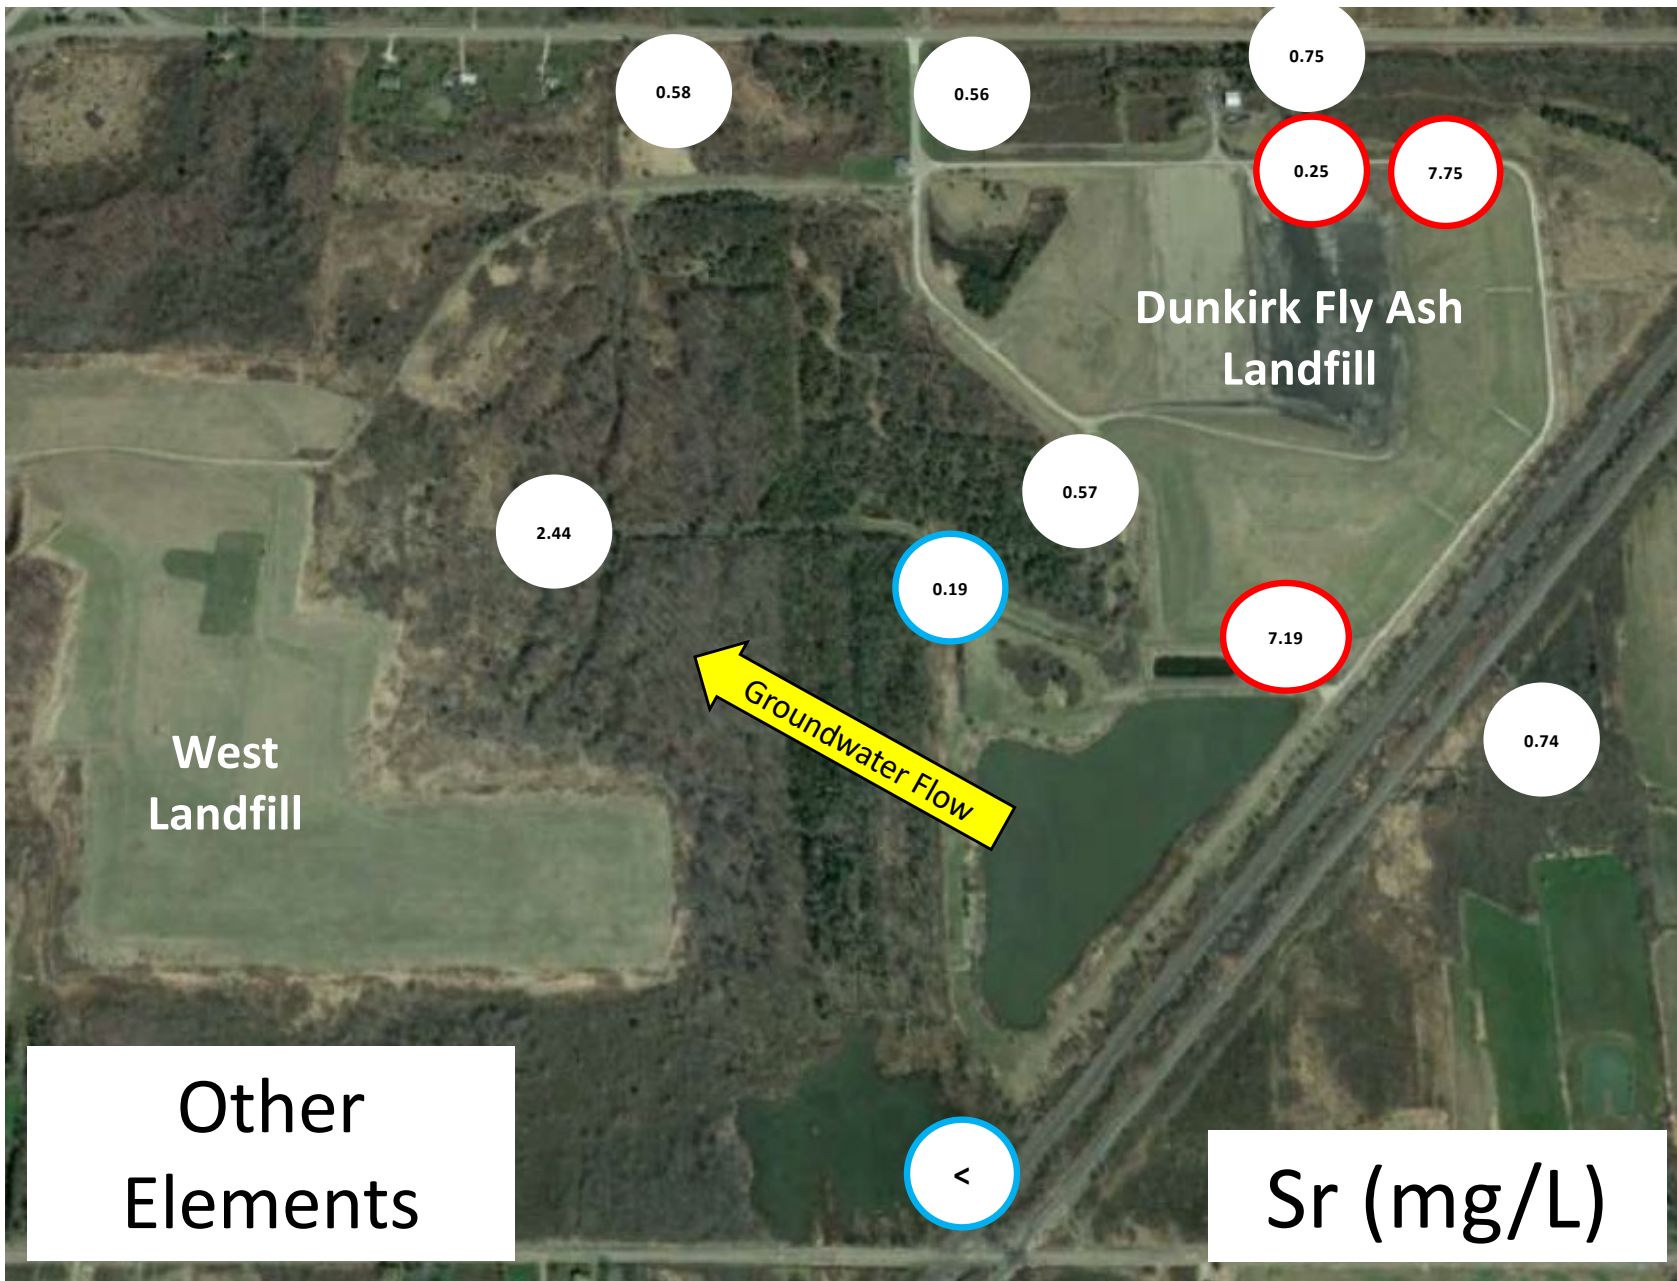 0.75
0.58
0.56
0.25
7.75
Dunkirk Fly Ash
Landfill
0.57
2.44
0.19
7.19
Groundwater Flow
0.74
West
Landfill
Other
Elements
<
Sr (mg/L)